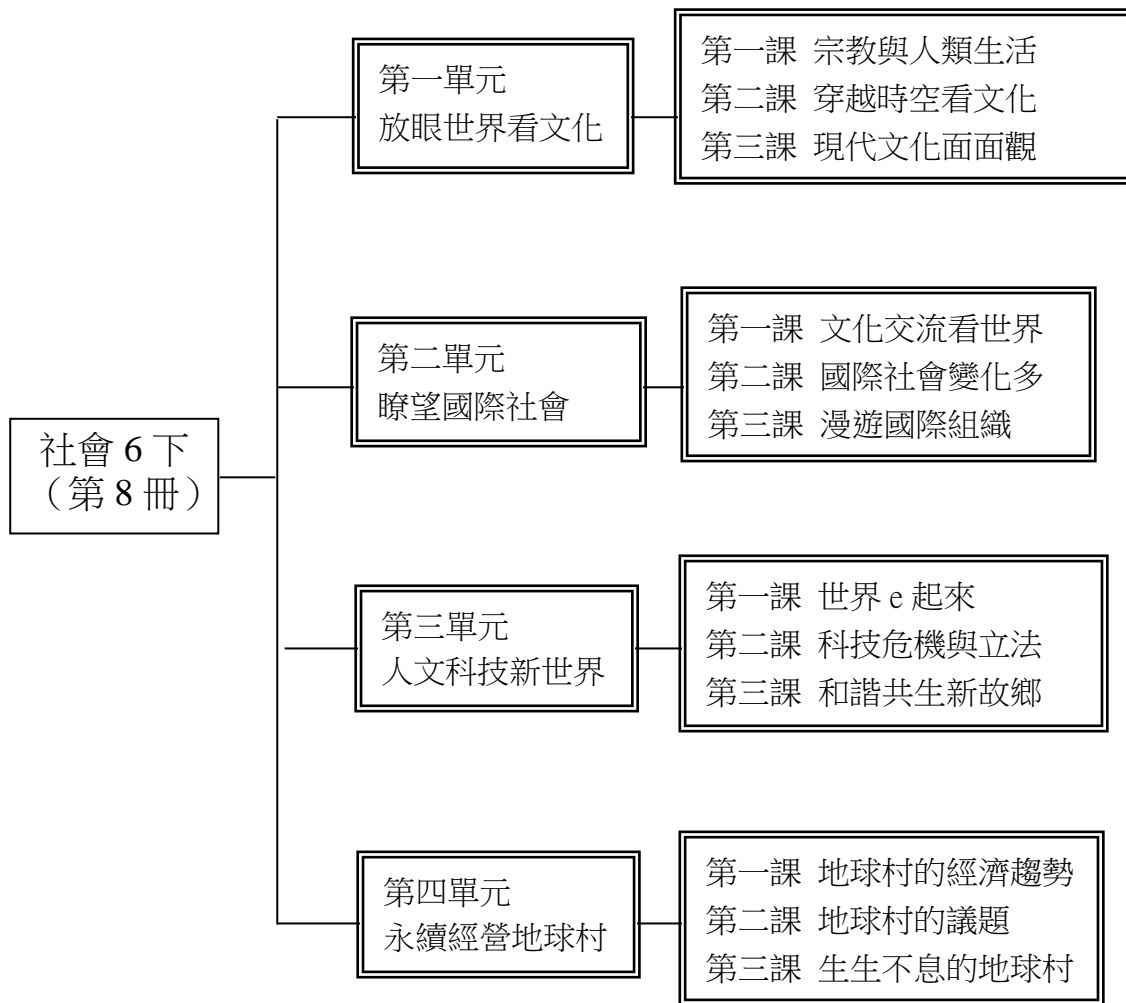 第一單元
放眼世界看文化
第一課 宗教與人類生活
第二課 穿越時空看文化
第三課 現代文化面面觀
第二單元
瞭望國際社會
第一課 文化交流看世界
第二課 國際社會變化多
第三課 漫遊國際組織
社會 6 下
（第 8 冊）
第三單元
人文科技新世界
第一課 世界 e 起來
第二課 科技危機與立法
第三課 和諧共生新故鄉
第四單元
永續經營地球村
第一課 地球村的經濟趨勢
第二課 地球村的議題
第三課 生生不息的地球村